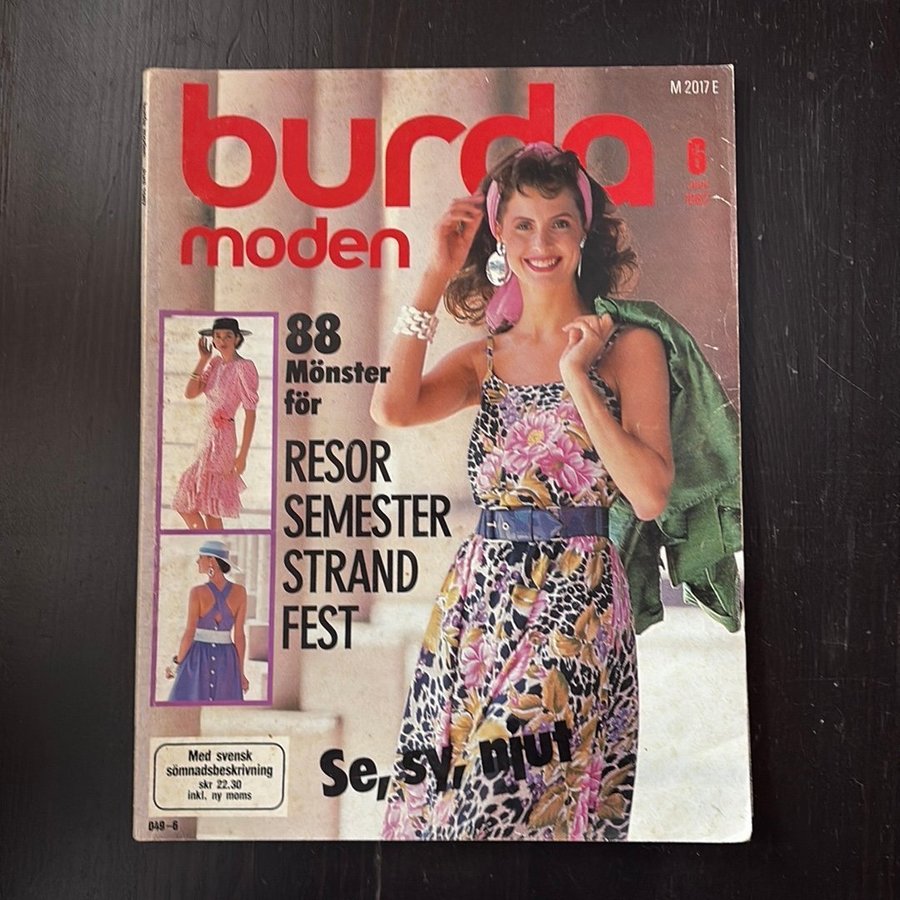 burda
moden
M 2017 E
6
88
Mönster
för
RESOR
SEMESTER
STRAND
FEST
Se, sy, njut
Med svensk
sömnadsbeskrivning
skr 22.30
inkl. ny moms
049-6